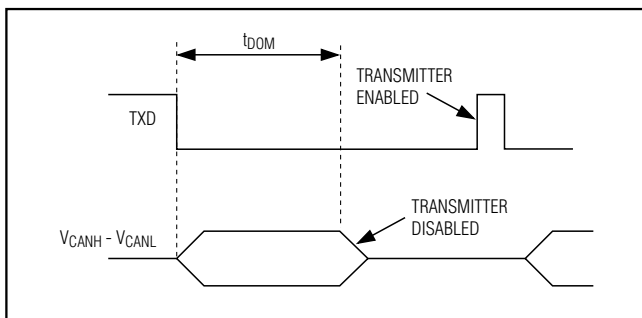 tDOM
TRANSMITTER
ENABLED
TXD
TRANSMITTER
DISABLED
VCANH - VCANL